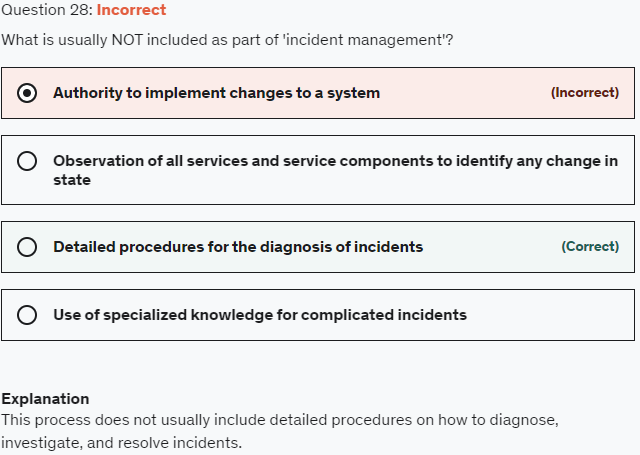 Question 28: Incorrect
What is usually NOT included as part of 'incident management'?
Authority to implement changes to a system (Incorrect)
Observation of all services and service components to identify any change in
state
Detailed procedures for the diagnosis of incidents (Correct)
Use of specialized knowledge for complicated incidents
Explanation
This process does not usually include detailed procedures on how to diagnose,
investigate, and resolve incidents.